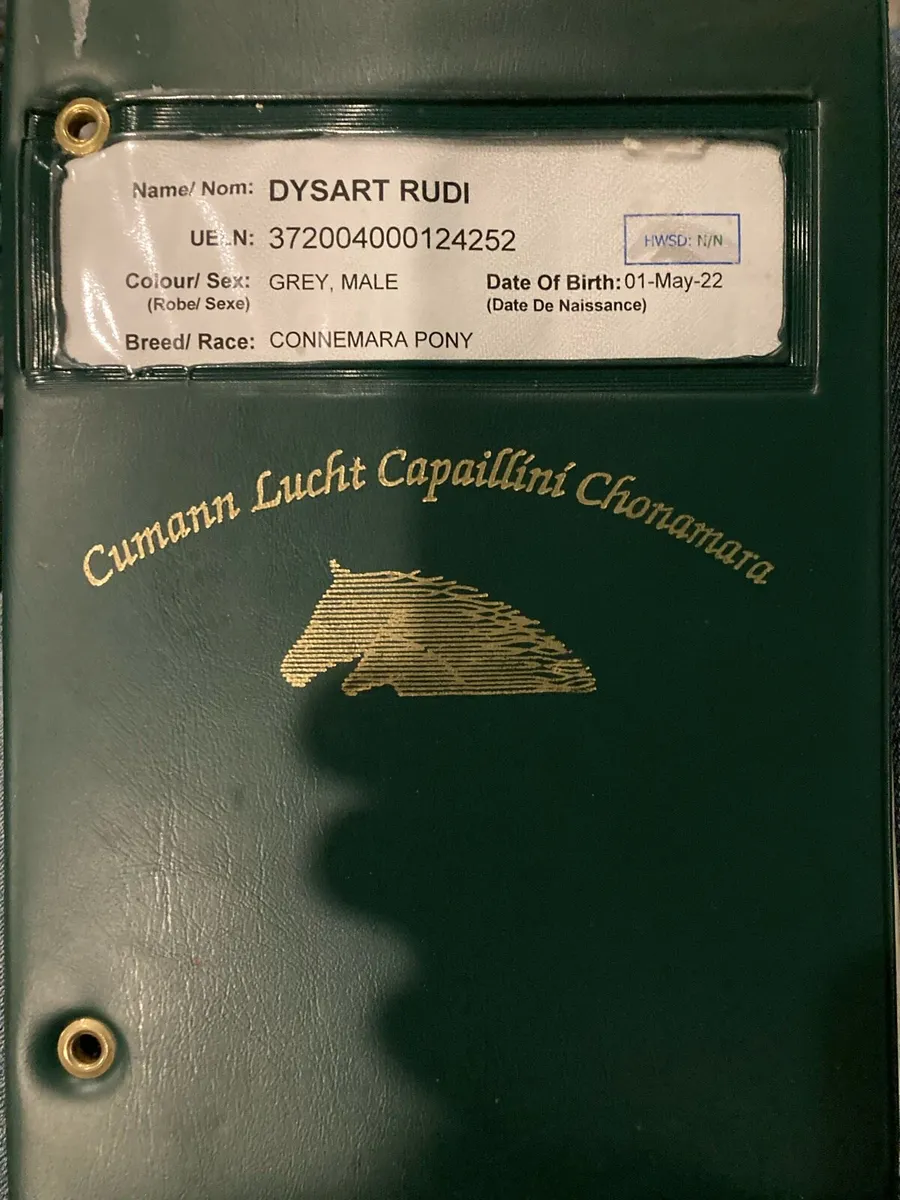 Name/ Nom: DYSART RUDI
UELN: 372004000124252
HWSD: N/N
Colour/ Sex: GREY, MALE
Date Of Birth: 01-May-22
(Robe/ Sexe)
(Date De Naissance)
Breed/ Race: CONNEMARA PONY
Cumann Lucht Capaillíní Chonamara